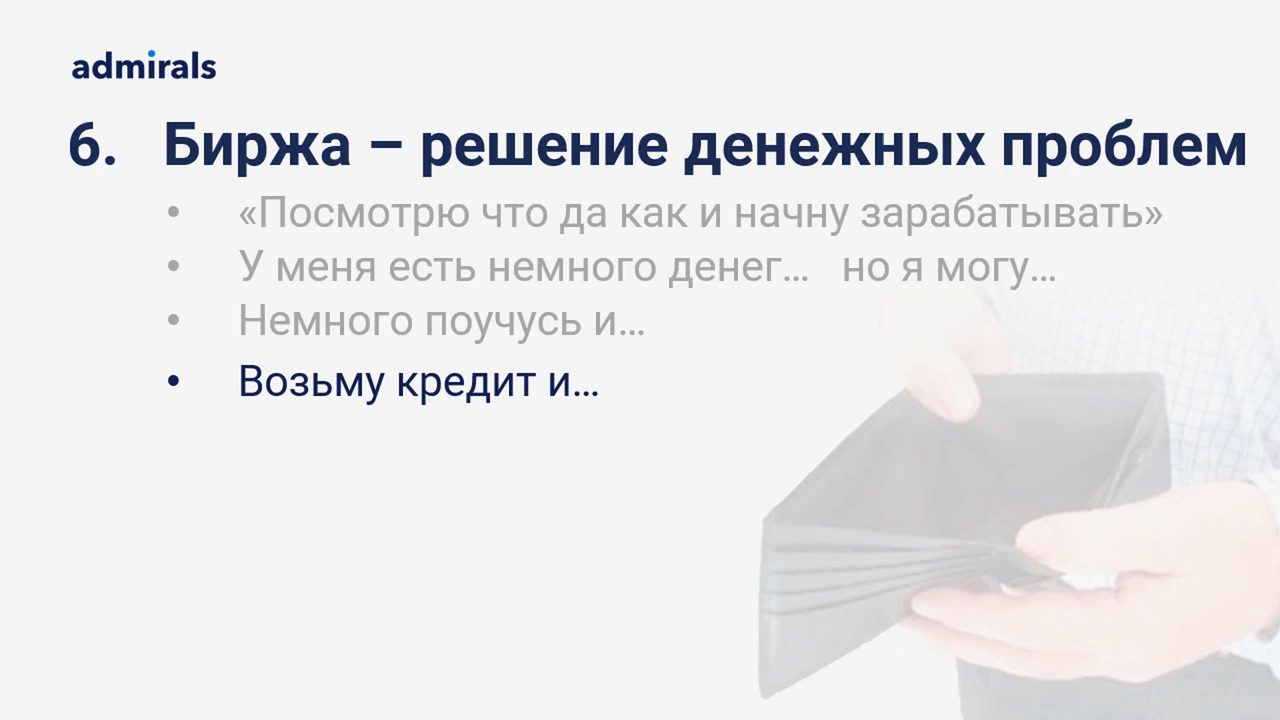 admirals
6. Биржа – решение денежных проблем
• «Посмотрю что да как и начну зарабатывать»
• У меня есть немного денег… но я могу…
• Немного поучусь и…
• Возьму кредит и…